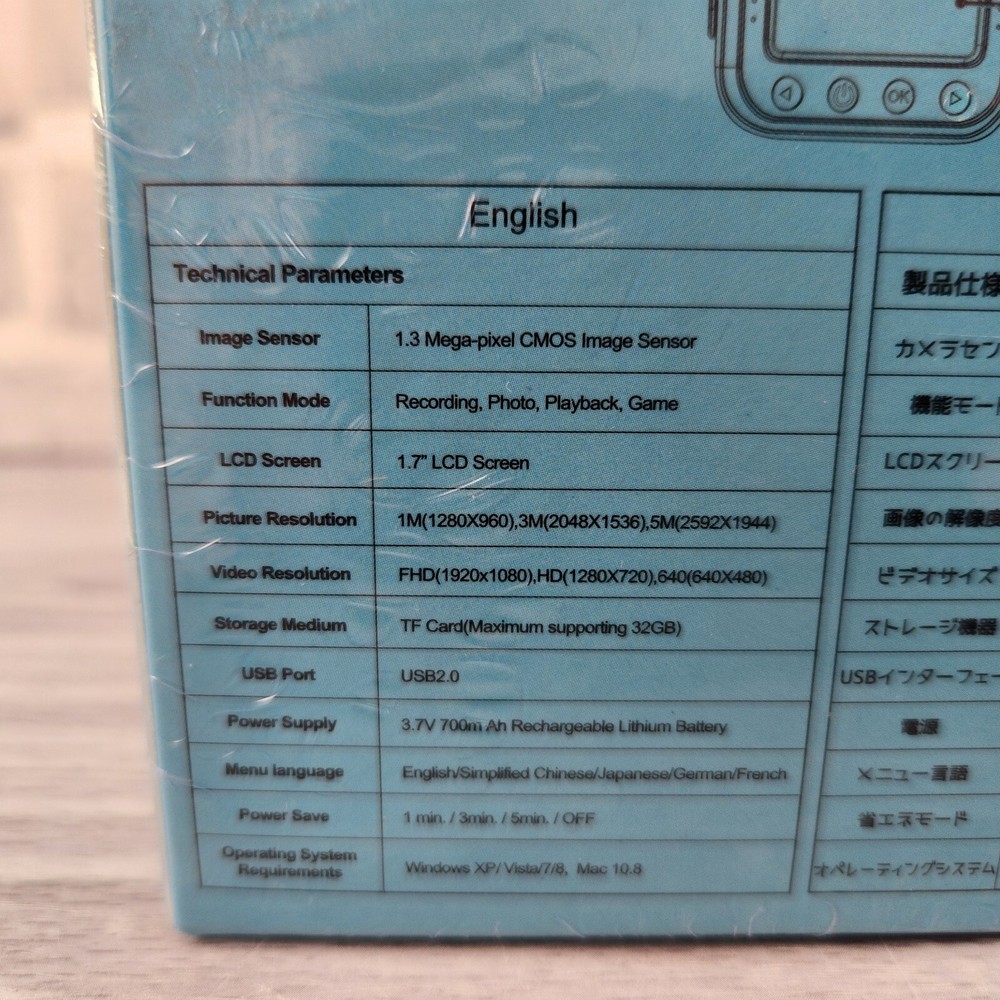 OK
English
Technical Parameters
Image Sensor 1.3 Mega-pixel CMOS Image Sensor
Function Mode Recording, Photo, Playback, Game
LCD Screen 1.7" LCD Screen
Picture Resolution 1M(1280X960),3M(2048X1536),5M(2592X1944)
Video Resolution FHD(1920x1080),HD(1280X720),640(640X480)
Storage Medium TF Card(Maximum supporting 32GB)
USB Port USB2.0
Power Supply 3.7V 700m Ah Rechargeable Lithium Battery
Menu language English/Simplified Chinese/Japanese/German/French
Power Save 1 min. / 3min. / 5min. / OFF
Operating System
Requirements Windows XP/ Vista/7/8, Mac 10.8
製品仕様
カメラセン
機能モー
LCDスクリー
画像の解像度
ビデオサイズ
ストレージ機器
USBインターフェー
電源
メニュー言語
省エネモード
オペレーティングシステム